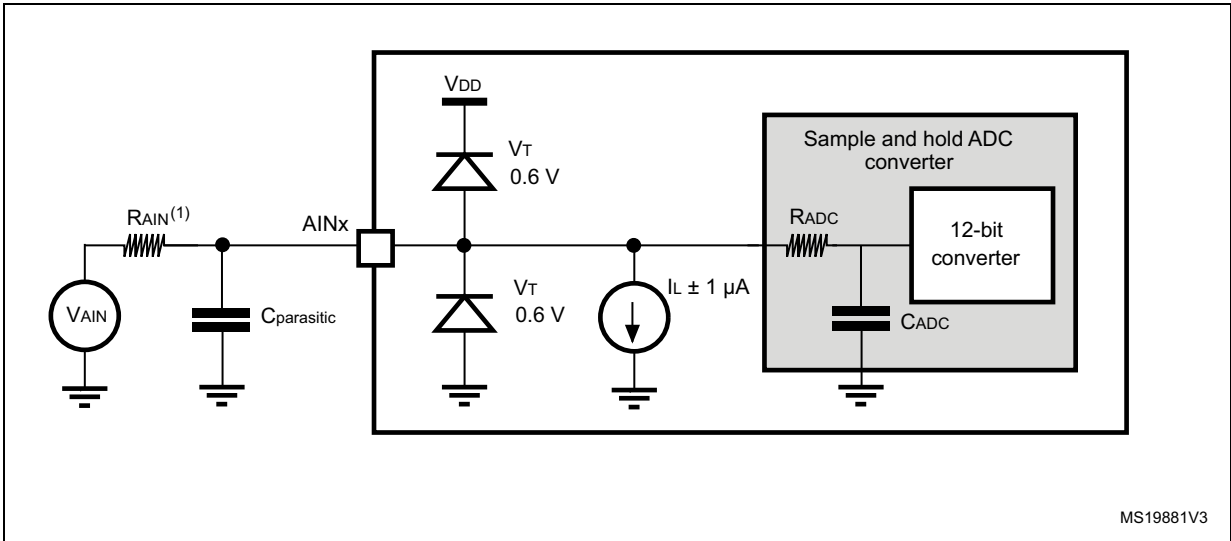 VDD
VT
0.6 V
Sample and hold ADC
converter
RAIN(1)
AINx
RADC
12-bit
converter
VAIN
Cparasitic
VT
0.6 V
IL ± 1 µA
CADC
MS19881V3